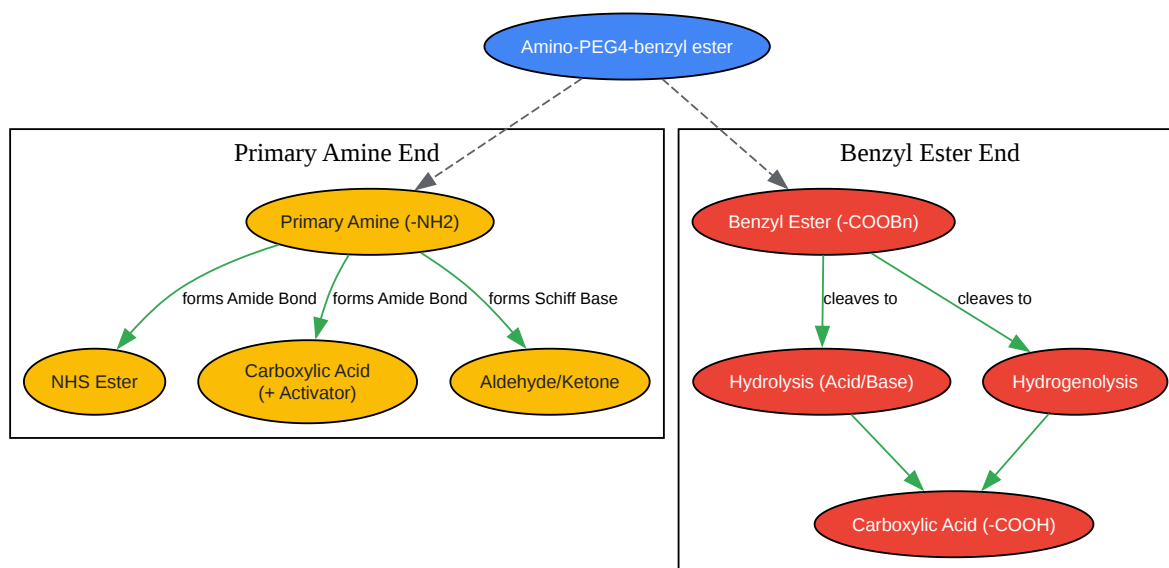 Amino-PEG4-benzyl ester
Primary Amine End
Benzyl Ester End
Primary Amine (-NH2)
Benzyl Ester (-COOBn)
forms Amide Bond
forms Amide Bond
forms Schiff Base
cleaves to
cleaves to
NHS Ester
Carboxylic Acid
(+ Activator)
Aldehyde/Ketone
Hydrolysis (Acid/Base)
Hydrogenolysis
Carboxylic Acid (-COOH)